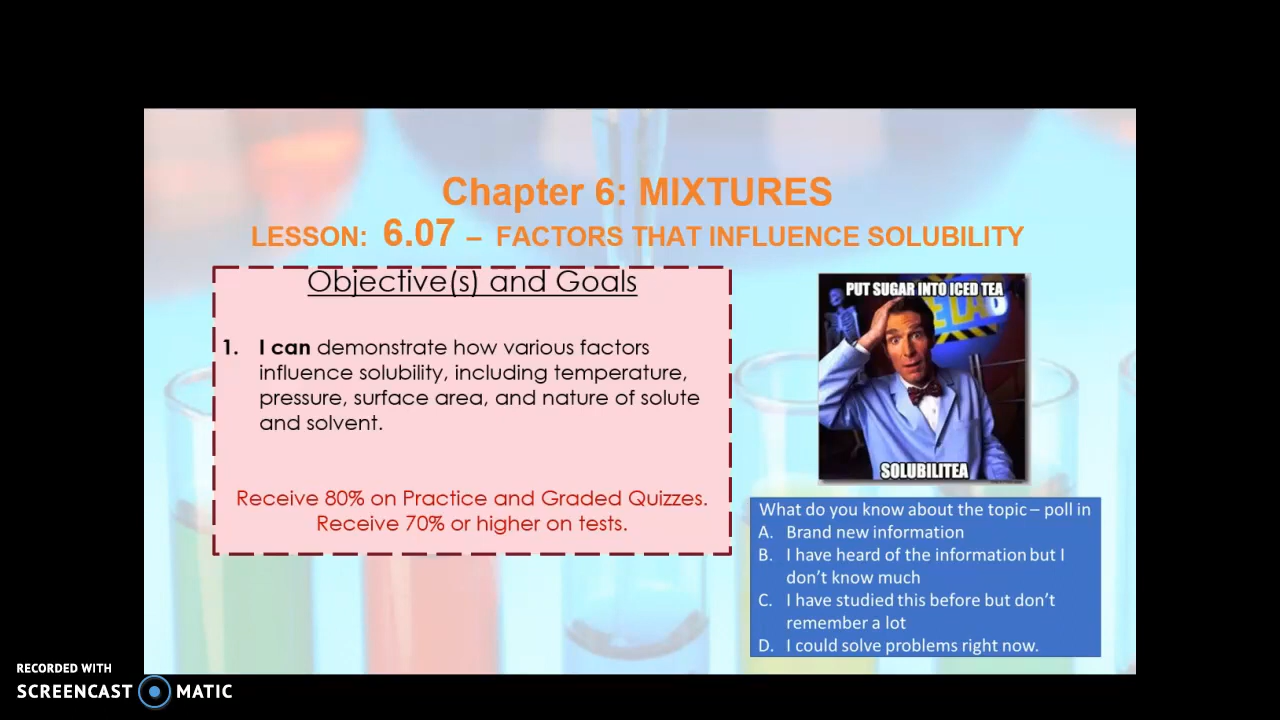 Chapter 6: MIXTURES
LESSON: 6.07 – FACTORS THAT INFLUENCE SOLUBILITY
Objective(s) and Goals
1. I can demonstrate how various factors
influence solubility, including temperature,
pressure, surface area, and nature of solute
and solvent.
Receive 80% on Practice and Graded Quizzes.
Receive 70% or higher on tests.
PUT SUGAR INTO ICED TEA
SOLUBILITEA
What do you know about the topic – poll in
A. Brand new information
B. I have heard of the information but I
don't know much
C. I have studied this before but don't
remember a lot
D. I could solve problems right now.
RECORDED WITH
SCREENCAST MATIC